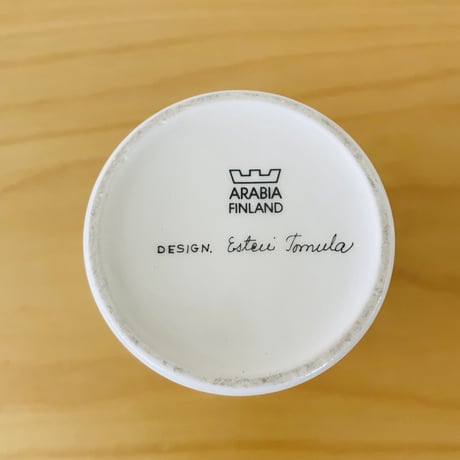 ARABIA
FINLAND
DESIGN. Esteri Tomula